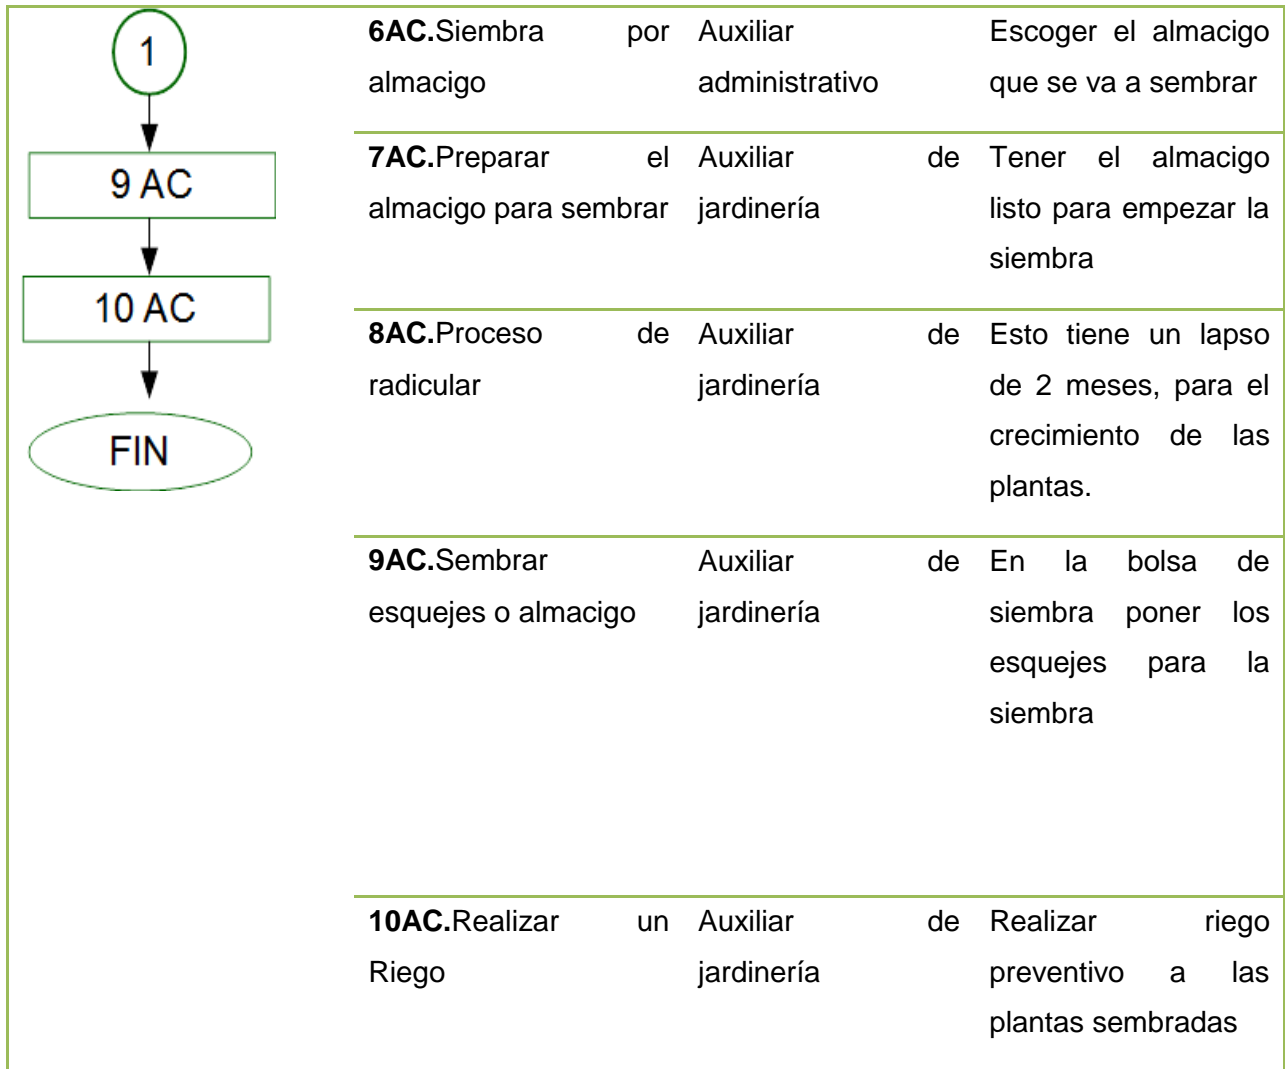 1
9 AC
10 AC
FIN
6AC.Siembra por
almacigo
Auxiliar
administrativo
Escoger el almacigo
que se va a sembrar
7AC.Preparar el
almacigo para sembrar
Auxiliar de
jardinería
Tener el almacigo
listo para empezar la
siembra
8AC.Proceso de
radicular
Auxiliar de
jardinería
Esto tiene un lapso
de 2 meses, para el
crecimiento de las
plantas.
9AC.Sembrar
esquejes o almacigo
Auxiliar de
jardinería
En la bolsa de
siembra poner los
esquejes para la
siembra
10AC.Realizar un
Riego
Auxiliar de
jardinería
Realizar riego
preventivo a las
plantas sembradas